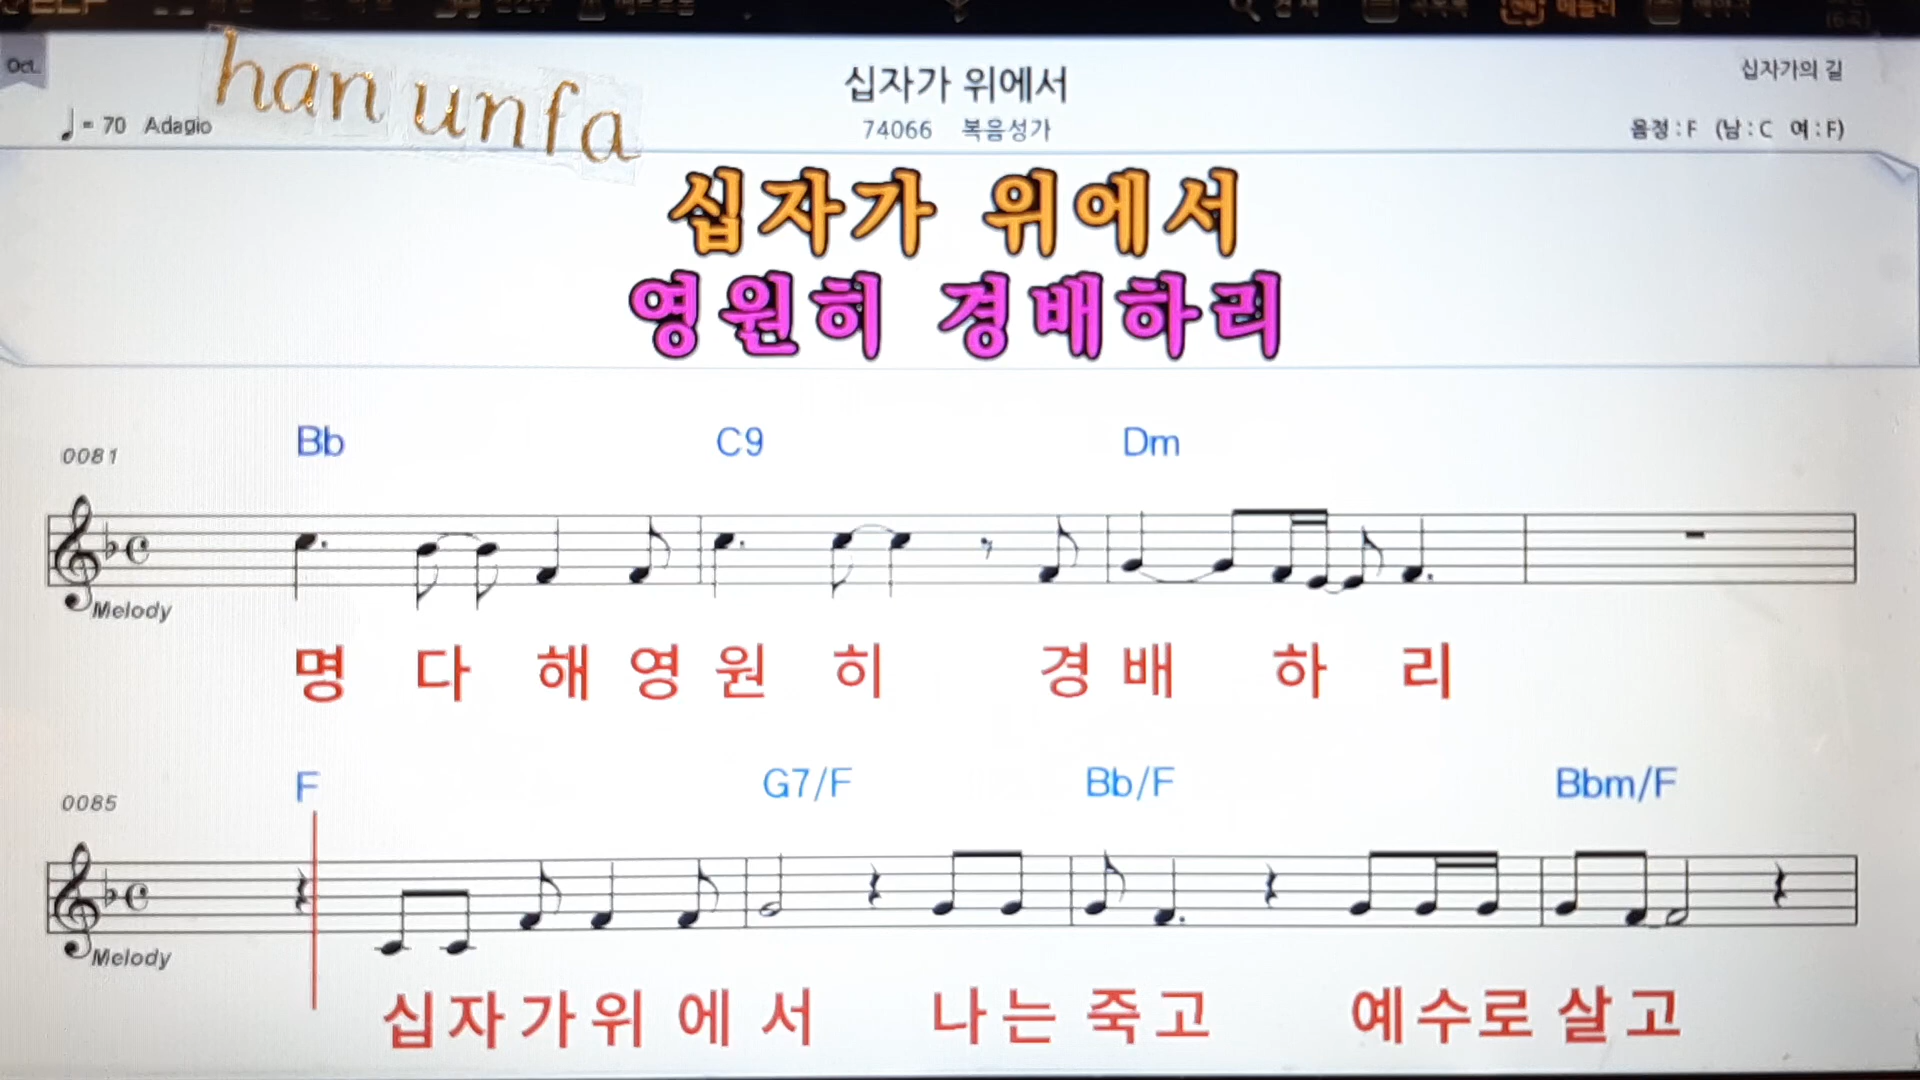 Oct.
han unfa
십자가 위에서
십자가의 길
♩= 70 Adagio
74066 복음성가
음정 : F (남 : C 여 : F)
십자가 위에서
영원히 경배하리
0081
Bb C9 Dm
Melody
명 다 해 영 원 히 경 배 하 리
0085
F G7/F Bb/F Bbm/F
Melody
십 자 가 위 에 서 나 는 죽 고 예 수 로 살 고